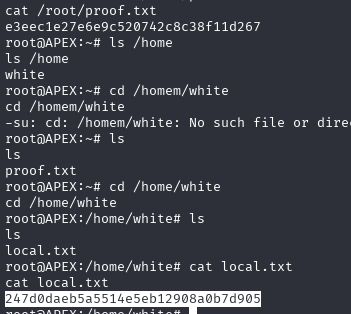 cat /root/proof.txt
e3eec1e27e6e9c520742c8c38f11d267
root@APEX:~# ls /home
ls /home
white
root@APEX:~# cd /homem/white
cd /homem/white
-su: cd: /homem/white: No such file or dire
root@APEX:~# ls
ls
proof.txt
root@APEX:~# cd /home/white
cd /home/white
root@APEX:/home/white# ls
ls
local.txt
root@APEX:/home/white# cat local.txt
cat local.txt
247d0daeb5a5514e5eb12908a0b7d905
root@APEX:/home/white#